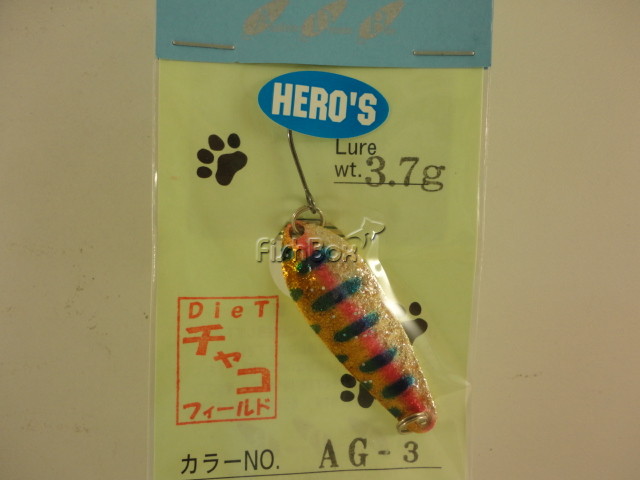 HERO'S
Lure
wt. 3.7g
FishBox
DieT
チャコ
フィールド
カラーNO. AG-3